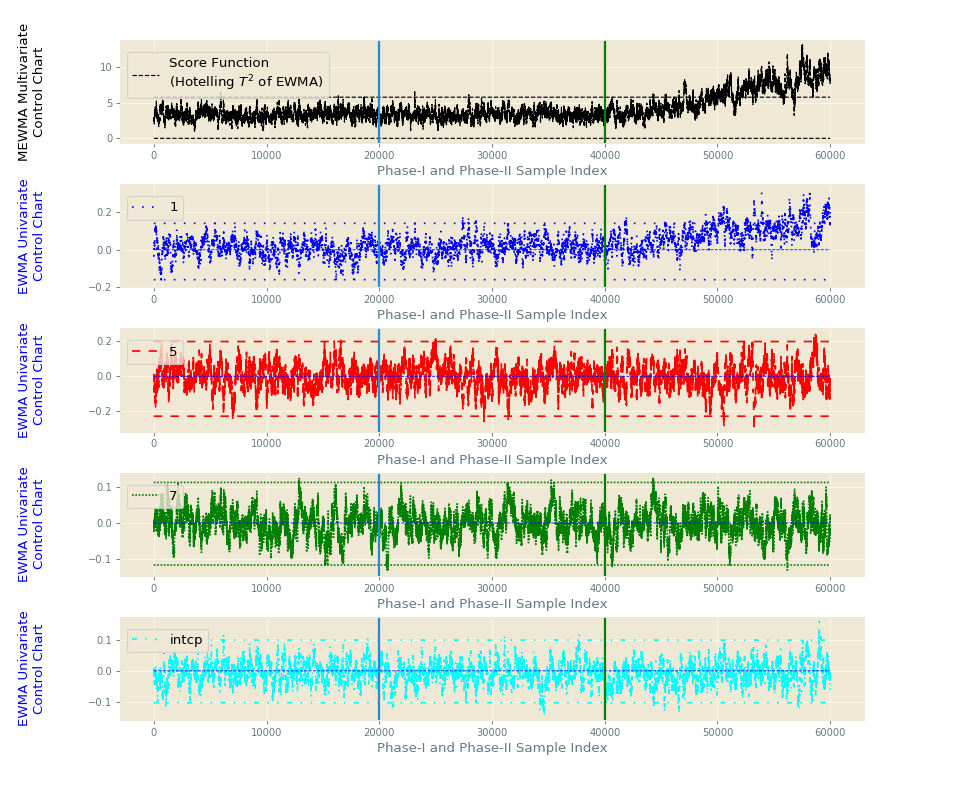 MEWMA Multivariate
Control Chart
10
5
0
Score Function
(Hotelling T² of EWMA)
0 10000 20000 30000 40000 50000 60000
Phase-I and Phase-II Sample Index
EWMA Univariate
Control Chart
0.2
0.0
−0.2
1
0 10000 20000 30000 40000 50000 60000
Phase-I and Phase-II Sample Index
EWMA Univariate
Control Chart
0.2
0.0
−0.2
5
0 10000 20000 30000 40000 50000 60000
Phase-I and Phase-II Sample Index
EWMA Univariate
Control Chart
0.1
0.0
−0.1
7
0 10000 20000 30000 40000 50000 60000
Phase-I and Phase-II Sample Index
EWMA Univariate
Control Chart
0.1
0.0
−0.1
intcp
0 10000 20000 30000 40000 50000 60000
Phase-I and Phase-II Sample Index